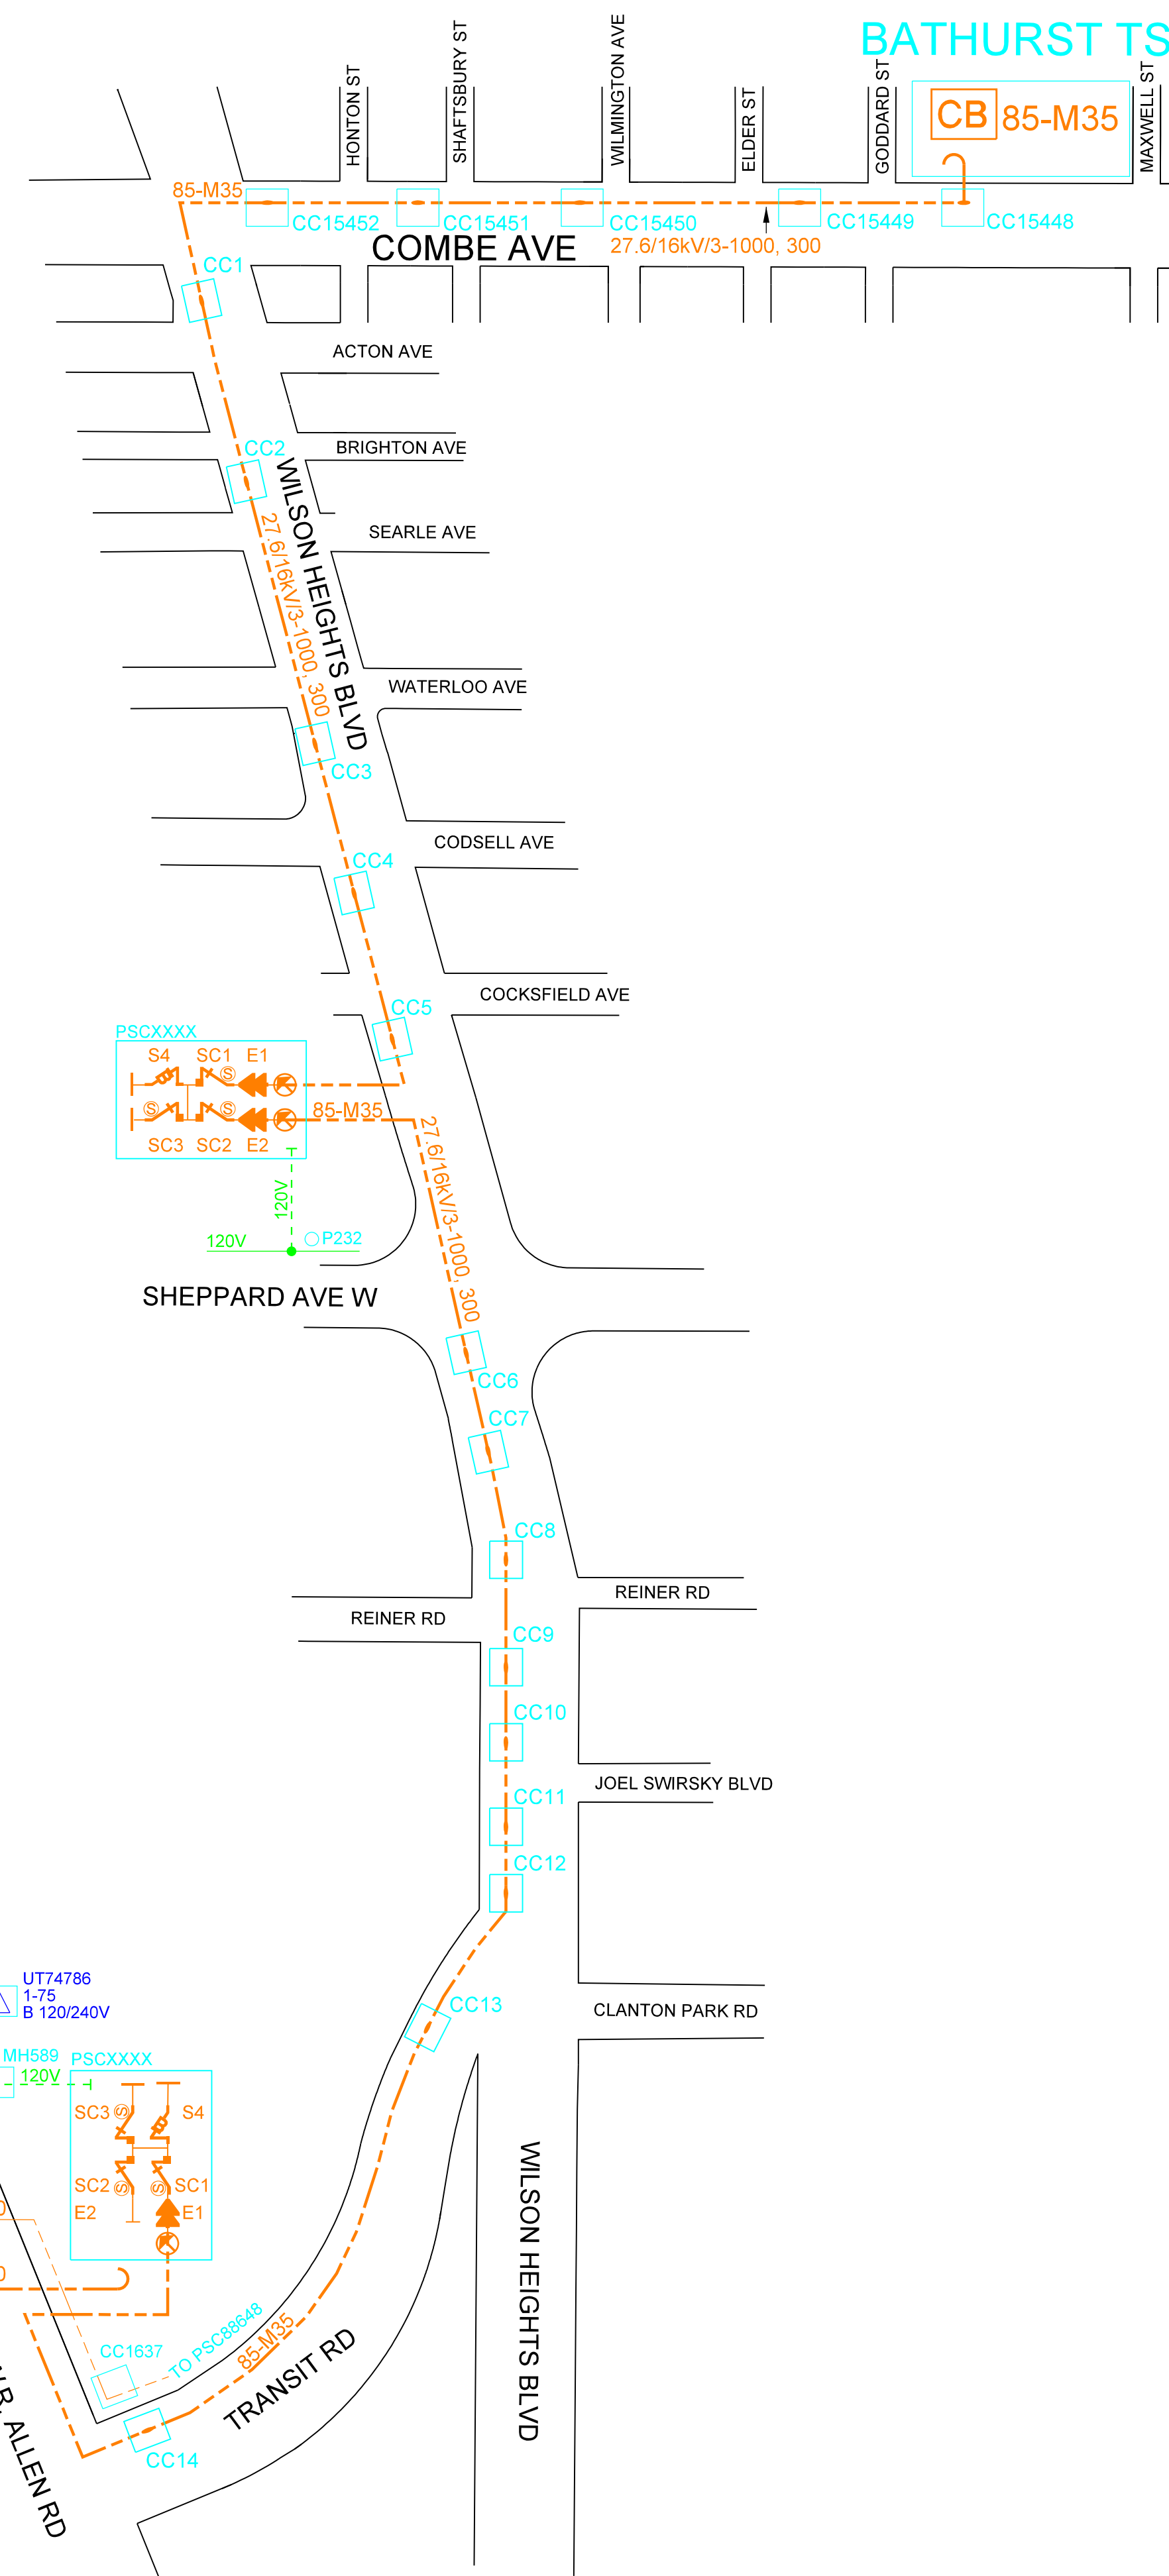 BATHURST TS
HONTON ST
SHAFTSBURY ST
WILMINGTON AVE
ELDER ST
GODDARD ST
MAXWELL ST
CB 85-M35
85-M35
CC15452
CC15451
CC15450
CC15449
CC15448
COMBE AVE
27.6/16kV/3-1000, 300
CC1
ACTON AVE
CC2
BRIGHTON AVE
WILSON HEIGHTS BLVD
27.6/16kV/3-1000, 300
SEARLE AVE
WATERLOO AVE
CC3
CODSELL AVE
CC4
COCKSFIELD AVE
CC5
PSCXXXX
S4 SC1 E1
S
S S
85-M35
SC3 SC2 E2
27.6/16kV/3-1000, 300
120V
120V
P232
SHEPPARD AVE W
CC6
CC7
CC8
REINER RD
REINER RD
CC9
CC10
JOEL SWIRSKY BLVD
CC11
CC12
UT74786
1-75
B 120/240V
CC13
CLANTON PARK RD
MH589
PSCXXXX
120V
SC3 S S4
SC2 S S SC1
E2 E1
0
0
WILSON HEIGHTS BLVD
CC1637
TO PSC88648
85-M35
TRANSIT RD
CC14
R. ALLEN RD